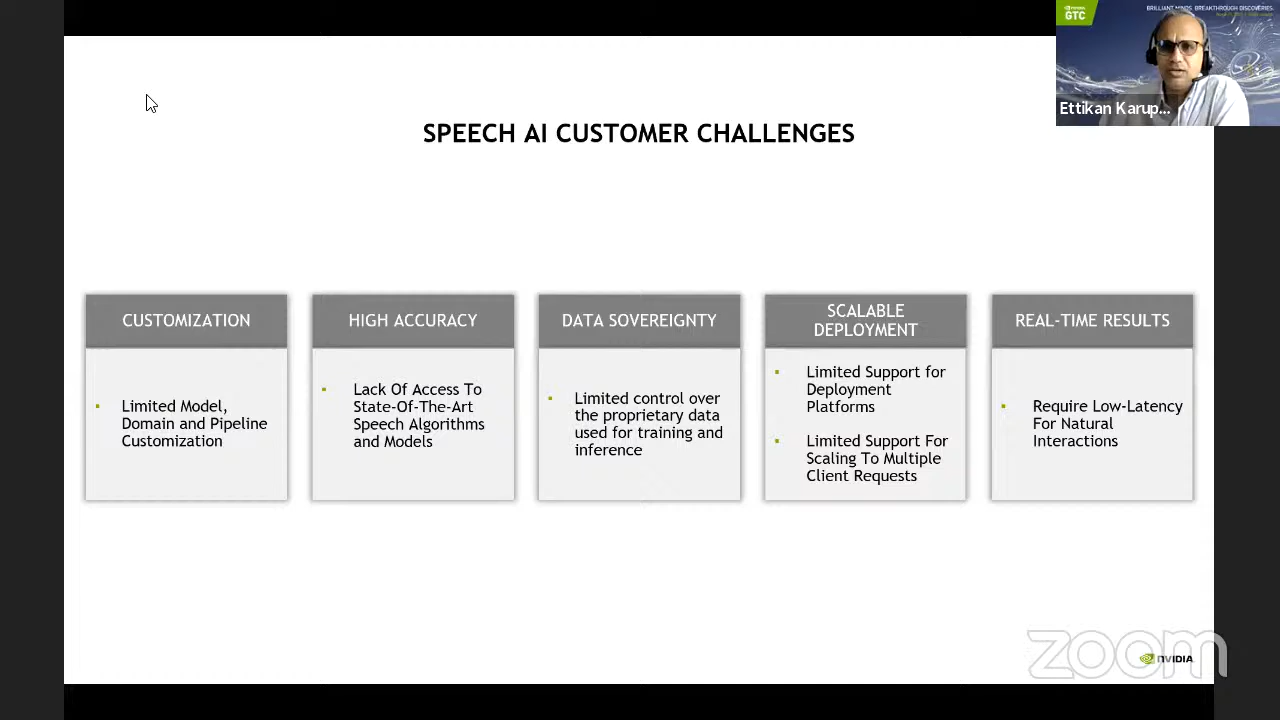 NVIDIA
GTC
BRILLIANT MINDS. BREAKTHROUGH DISCOVERIES.
Ettikan Karup...
SPEECH AI CUSTOMER CHALLENGES
CUSTOMIZATION
Limited Model,
Domain and Pipeline
Customization
HIGH ACCURACY
Lack Of Access To
State-Of-The-Art
Speech Algorithms
and Models
DATA SOVEREIGNTY
Limited control over
the proprietary data
used for training and
inference
SCALABLE
DEPLOYMENT
Limited Support for
Deployment
Platforms
Limited Support For
Scaling To Multiple
Client Requests
REAL-TIME RESULTS
Require Low-Latency
For Natural
Interactions
zoom
NVIDIA